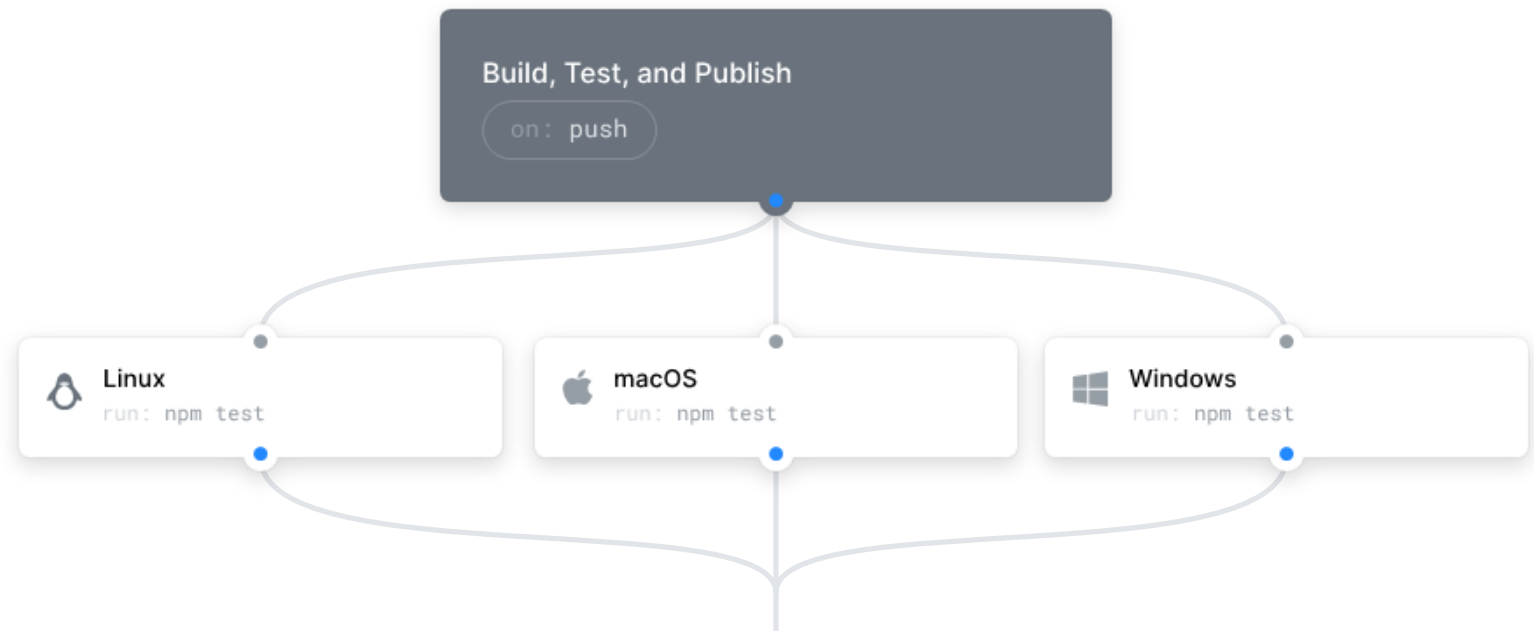 Build, Test, and Publish
on: push
Linux
run: npm test
macOS
run: npm test
Windows
run: npm test